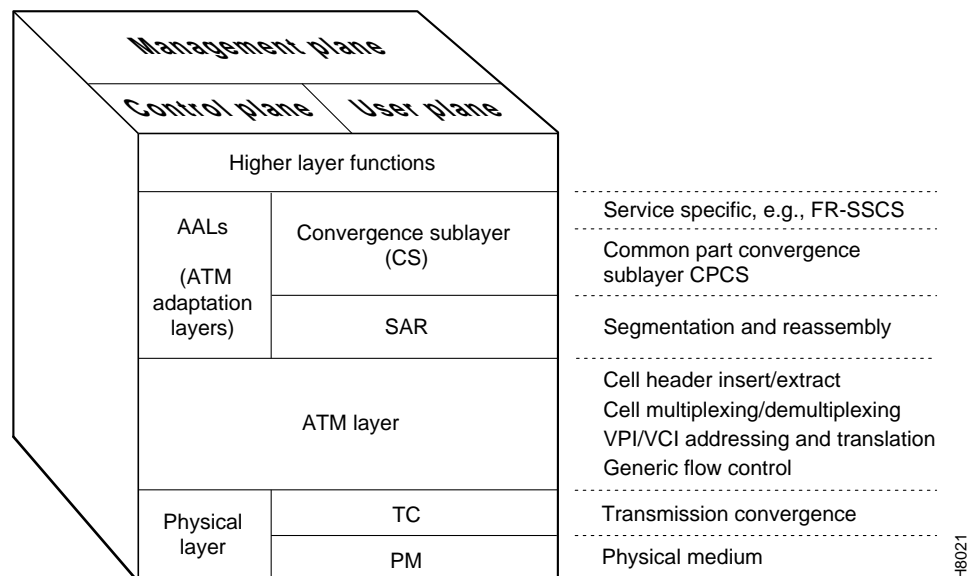 Management plane
Control plane
User plane
Higher layer functions
AALs
(ATM
adaptation
layers)
Convergence sublayer
(CS)
Service specific, e.g., FR-SSCS
Common part convergence
sublayer CPCS
SAR
Segmentation and reassembly
ATM layer
Cell header insert/extract
Cell multiplexing/demultiplexing
VPI/VCI addressing and translation
Generic flow control
Physical
layer
TC
Transmission convergence
PM
Physical medium
H8021